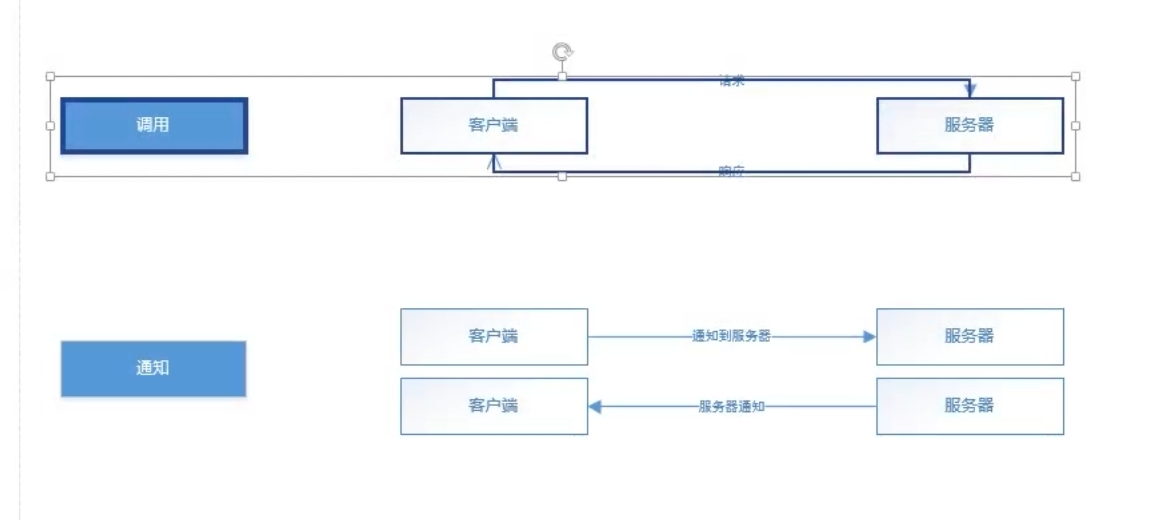 请求
调用
客户端
服务器
响应
客户端
通知到服务器
服务器
通知
客户端
服务器通知
服务器